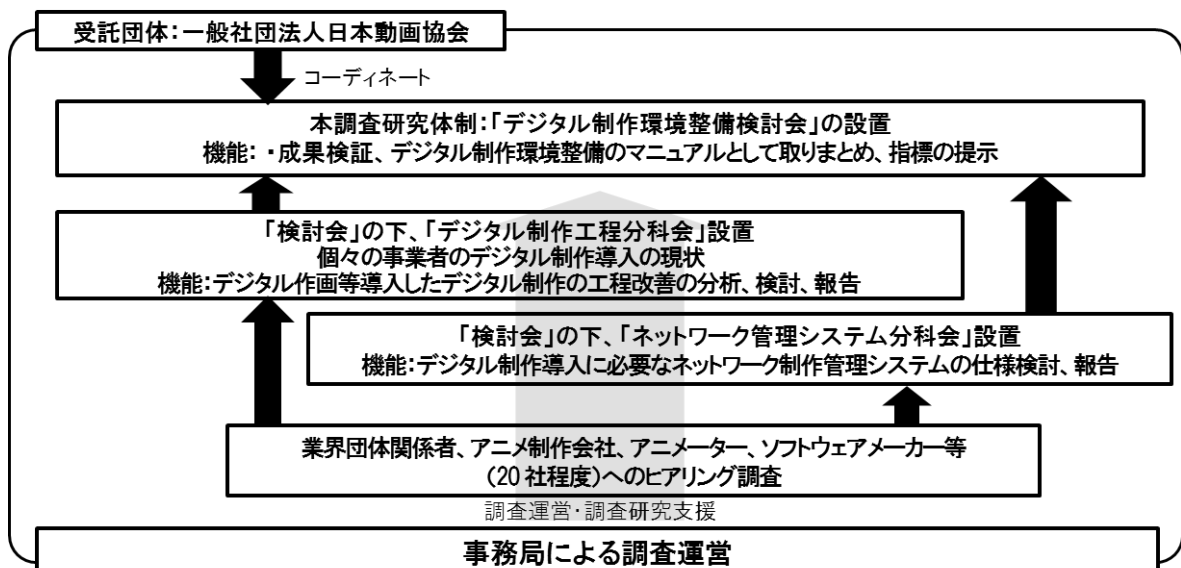 受託団体：一般社団法人日本動画協会
コーディネート
本調査研究体制：「デジタル制作環境整備検討会」の設置
機能： ・成果検証、デジタル制作環境整備のマニュアルとして取りまとめ、指標の提示
「検討会」の下、「デジタル制作工程分科会」設置
個々の事業者のデジタル制作導入の現状
機能：デジタル作画等導入したデジタル制作の工程改善の分析、検討、報告
「検討会」の下、「ネットワーク管理システム分科会」設置
機能：デジタル制作導入に必要なネットワーク制作管理システムの仕様検討、報告
業界団体関係者、アニメ制作会社、アニメーター、ソフトウェアメーカー等
（20 社程度）へのヒアリング調査
調査運営・調査研究支援
事務局による調査運営